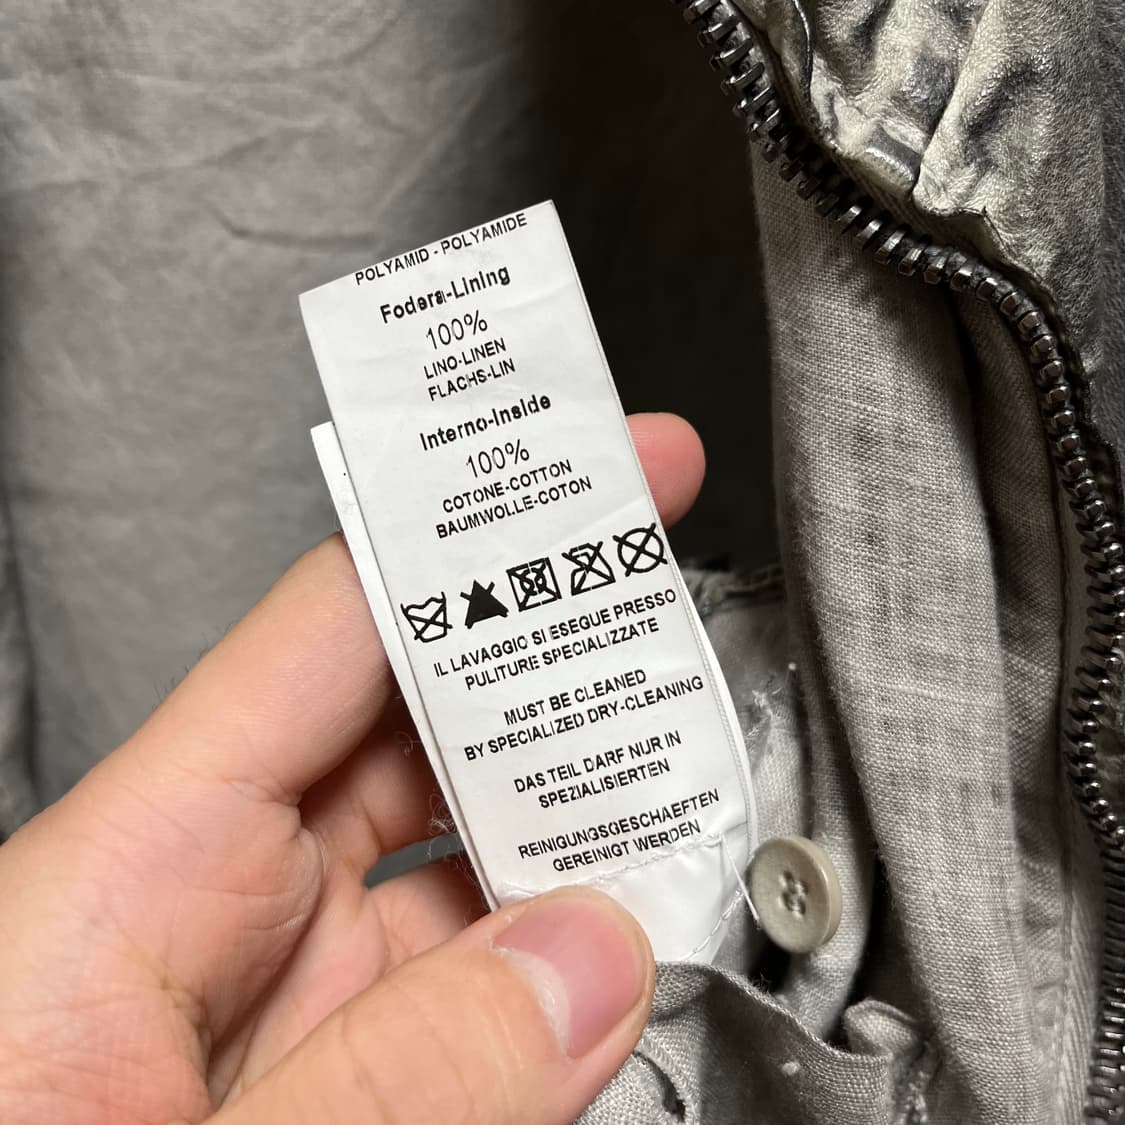 POLYAMID - POLYAMIDE
Fodera-Lining
100%
LINO-LINEN
FLACHS-LIN
Interno-Inside
100%
COTONE-COTTON
BAUMWOLLE-COTON
IL LAVAGGIO SI ESEGUE PRESSO
PULITURE SPECIALIZZATE
MUST BE CLEANED
BY SPECIALIZED DRY-CLEANING
DAS TEIL DARF NUR IN
SPEZIALISIERTEN
REINIGUNGSGESCHAEFTEN
GEREINIGT WERDEN